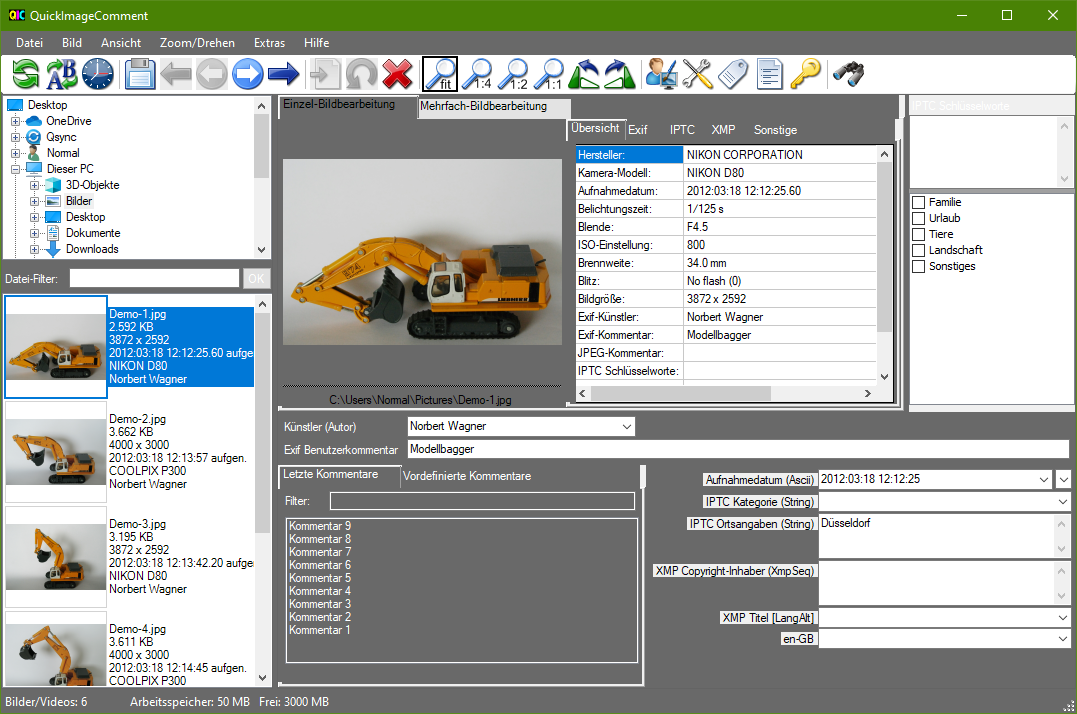 QIC QuickImageComment
Datei Bild Ansicht Zoom/Drehen Extras Hilfe
A B fit 1:4 1:2 1:1
Desktop
OneDrive
Qsync
Normal
Dieser PC
3D-Objekte
Bilder
Desktop
Dokumente
Downloads
Datei-Filter: OK
Demo-1.jpg
2.592 KB
3872 x 2592
2012:03:18 12:12:25.60 aufge
NIKON D80
Norbert Wagner
Demo-2.jpg
3.662 KB
4000 x 3000
2012:03:18 12:13:57 aufgen.
COOLPIX P300
Norbert Wagner
Demo-3.jpg
3.195 KB
3872 x 2592
2012:03:18 12:13:42.20 aufge
NIKON D80
Norbert Wagner
Demo-4.jpg
3.611 KB
4000 x 3000
2012:03:18 12:14:45 aufgen.
COOLPIX P300
Einzel-Bildbearbeitung Mehrfach-Bildbearbeitung
974 LIEBHERR
C:\Users\Normal\Pictures\Demo-1.jpg
Übersicht Exif IPTC XMP Sonstige
Hersteller: NIKON CORPORATION
Kamera-Modell: NIKON D80
Aufnahmedatum: 2012:03:18 12:12:25.60
Belichtungszeit: 1/125 s
Blende: F4.5
ISO-Einstellung: 800
Brennweite: 34.0 mm
Blitz: No flash (0)
Bildgröße: 3872 x 2592
Exif-Künstler: Norbert Wagner
Exif-Kommentar: Modellbagger
JPEG-Kommentar:
IPTC Schlüsselworte:
IPTC Schlüsselworte
Familie
Urlaub
Tiere
Landschaft
Sonstiges
Künstler (Autor) Norbert Wagner
Exif Benutzerkommentar Modellbagger
Letzte Kommentare Vordefinierte Kommentare
Filter:
Kommentar 9
Kommentar 8
Kommentar 7
Kommentar 6
Kommentar 5
Kommentar 4
Kommentar 3
Kommentar 2
Kommentar 1
Aufnahmedatum (Ascii) 2012:03:18 12:12:25
IPTC Kategorie (String)
IPTC Ortsangaben (String) Düsseldorf
XMP Copyright-Inhaber (XmpSeq)
XMP Titel [LangAlt]
en-GB
Bilder/Videos: 6 Arbeitsspeicher: 50 MB Frei: 3000 MB